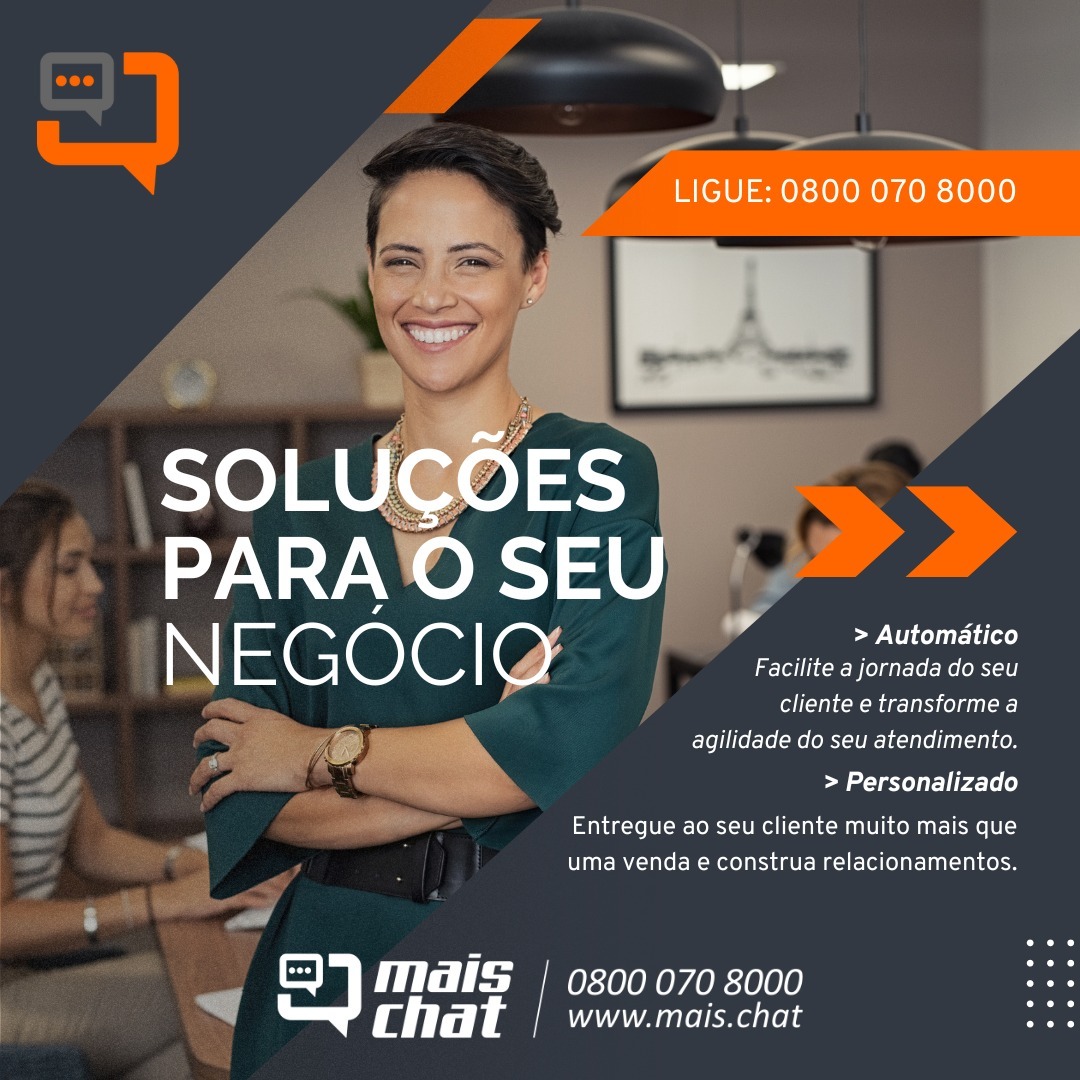 LIGUE: 0800 070 8000
SOLUÇÕES
PARA O SEU
NEGÓCIO
> Automático
Facilite a jornada do seu
cliente e transforme a
agilidade do seu atendimento.
> Personalizado
Entregue ao seu cliente muito mais que
uma venda e construa relacionamentos.
mais
chat
0800 070 8000
www.mais.chat